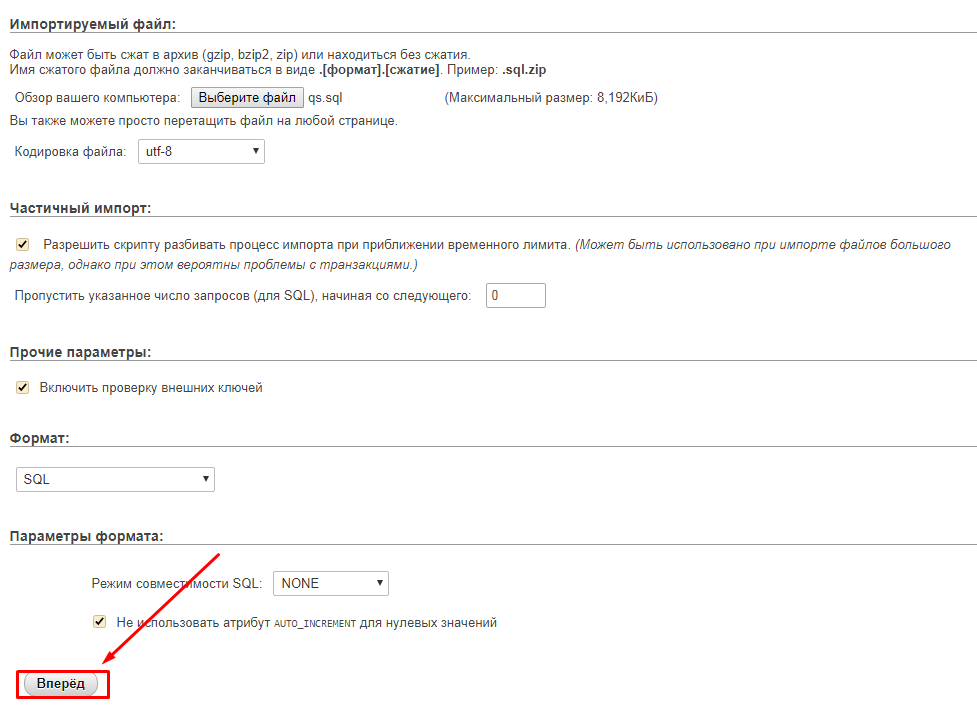 Импортируемый файл:
Файл может быть сжат в архив (gzip, bzip2, zip) или находиться без сжатия.
Имя сжатого файла должно заканчиваться в виде .[формат].[сжатие]. Пример: .sql.zip
Обзор вашего компьютера: Выберите файл qs.sql (Максимальный размер: 8,192КиБ)
Вы также можете просто перетащить файл на любой странице.
Кодировка файла: utf-8
Частичный импорт:
Разрешить скрипту разбивать процесс импорта при приближении временного лимита. (Может быть использовано при импорте файлов большого
размера, однако при этом вероятны проблемы с транзакциями.)
Пропустить указанное число запросов (для SQL), начиная со следующего: 0
Прочие параметры:
Включить проверку внешних ключей
Формат:
SQL
Параметры формата:
Режим совместимости SQL: NONE
Не использовать атрибут AUTO_INCREMENT для нулевых значений
Вперёд